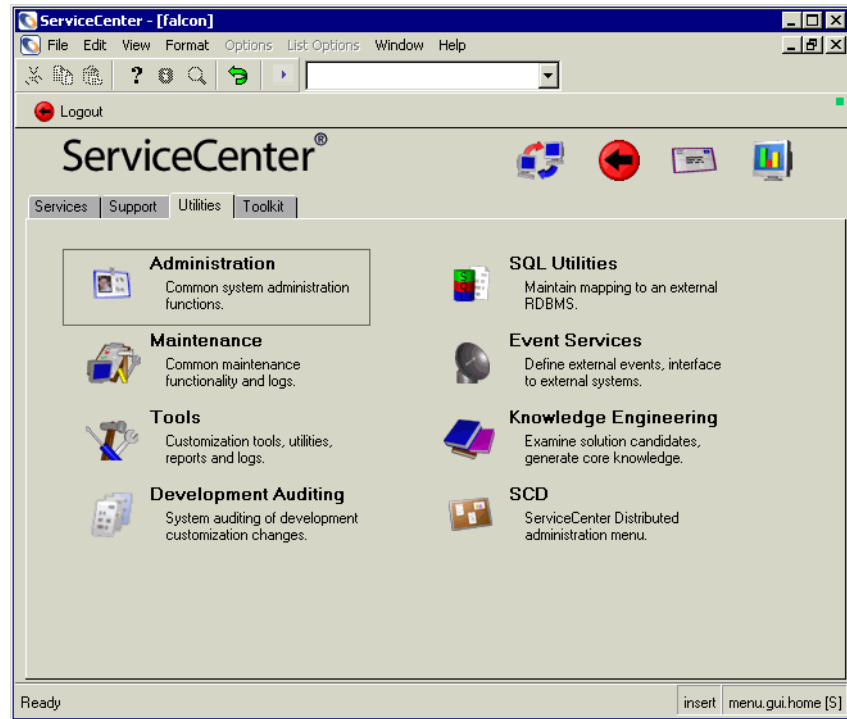 ServiceCenter - [falcon]
File Edit View Format Options List Options Window Help
Logout
ServiceCenter®
Services Support Utilities Toolkit
Administration
Common system administration
functions.
SQL Utilities
Maintain mapping to an external
RDBMS.
Maintenance
Common maintenance
functionality and logs.
Event Services
Define external events, interface
to external systems.
Tools
Customization tools, utilities,
reports and logs.
Knowledge Engineering
Examine solution candidates,
generate core knowledge.
Development Auditing
System auditing of development
customization changes.
SCD
ServiceCenter Distributed
administration menu.
Ready insert menu.gui.home [S]